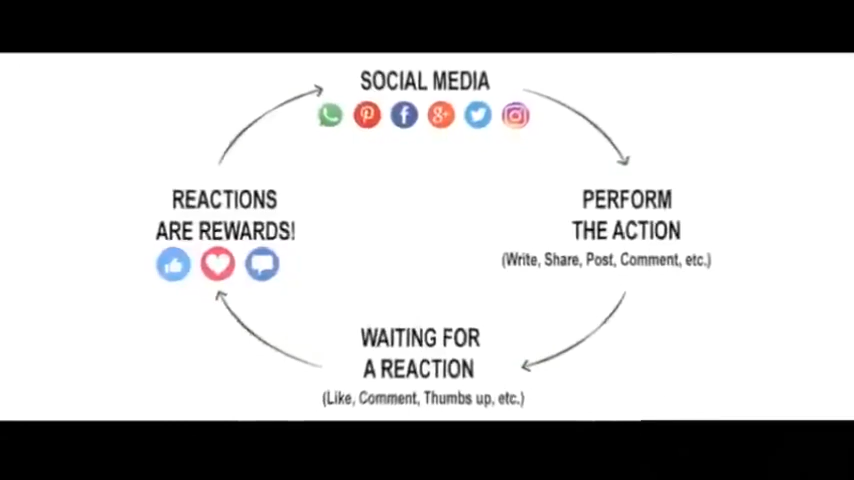 SOCIAL MEDIA
PERFORM
THE ACTION
(Write, Share, Post, Comment, etc.)
WAITING FOR
A REACTION
(Like, Comment, Thumbs up, etc.)
REACTIONS
ARE REWARDS!